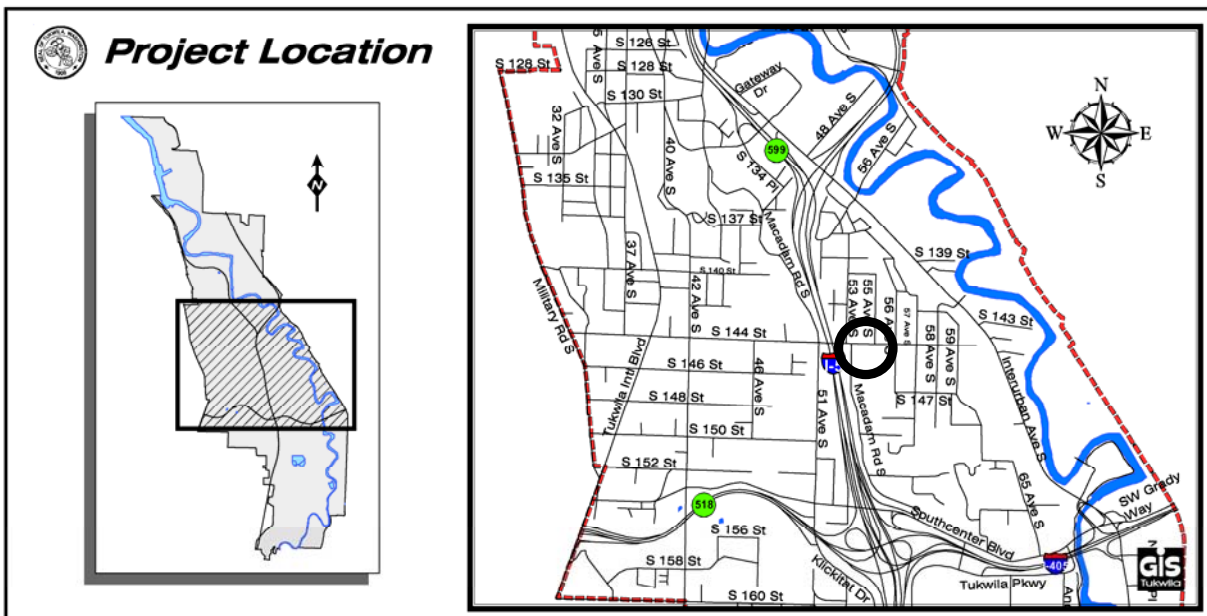 Project Location
N
N
W E
S
S 126 St
S 128 St
S 128 St
S 130 St
Gateway
Dr
48 Ave S
56 Ave S
32 Ave S
40 Ave S
599
S 134 Pl
S 135 St
S 137 St
Macadam Rd S
37 Ave S
S 139 St
S 140 St
42 Ave S
Military Rd S
53 Ave S
55 Ave S
57 Ave S
58 Ave S
59 Ave S
S 143 St
S 144 St
S 146 St
46 Ave S
S 147 St
S 148 St
Tukwila Intl Blvd
51 Ave S
Macadam Rd S
Interurban Ave S
S 150 St
S 152 St
65 Ave S
SW Grady
Way
518
Southcenter Blvd
S 156 St
S 158 St
Klickitat Dr
-405
Tukwila Pkwy
S 160 St
GIS
Tukwila